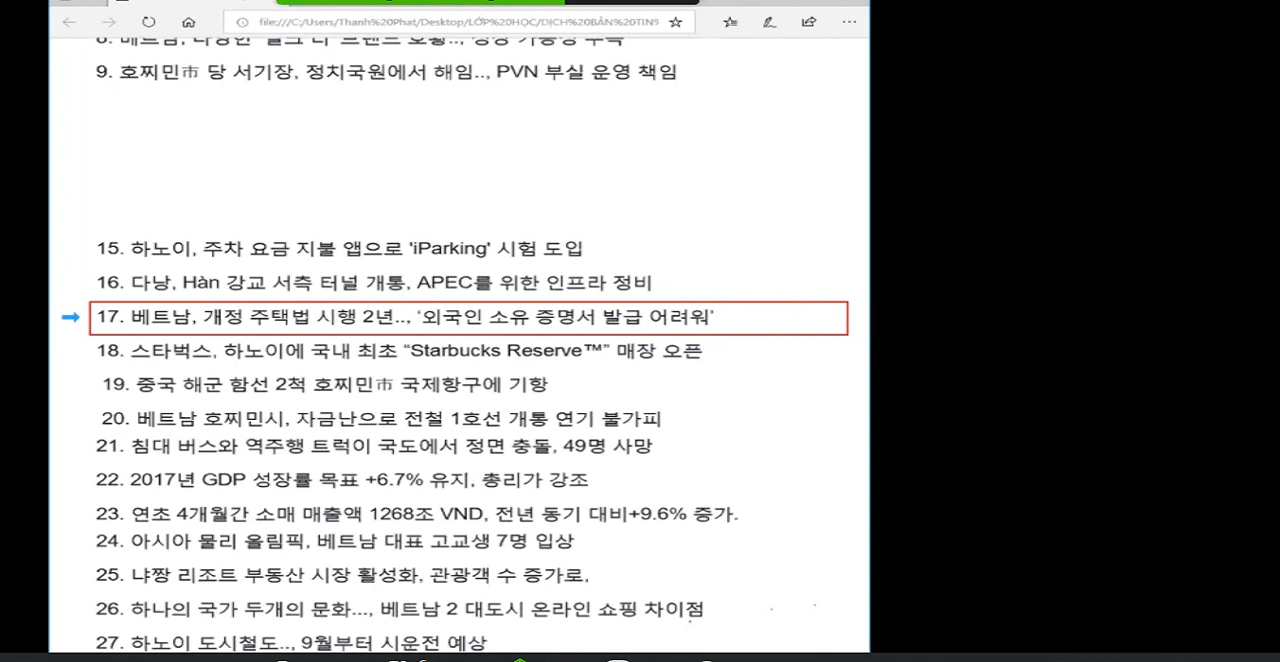 file:///C:/Users/Thanh%20Phat/Desktop/LỚP%20HỌC/DỊCH%20BẢN%20TIN%
9. 호찌민市 당 서기장, 정치국원에서 해임.., PVN 부실 운영 책임
15. 하노이, 주차 요금 지불 앱으로 'iParking' 시험 도입
16. 다낭, Hàn 강교 서측 터널 개통, APEC를 위한 인프라 정비
17. 베트남, 개정 주택법 시행 2년.., ‘외국인 소유 증명서 발급 어려워’
18. 스타벅스, 하노이에 국내 최초 “Starbucks Reserve™” 매장 오픈
19. 중국 해군 함선 2척 호찌민市 국제항구에 기항
20. 베트남 호찌민시, 자금난으로 전철 1호선 개통 연기 불가피
21. 침대 버스와 역주행 트럭이 국도에서 정면 충돌, 49명 사망
22. 2017년 GDP 성장률 목표 +6.7% 유지, 총리가 강조
23. 연초 4개월간 소매 매출액 1268조 VND, 전년 동기 대비+9.6% 증가.
24. 아시아 물리 올림픽, 베트남 대표 고교생 7명 입상
25. 냐짱 리조트 부동산 시장 활성화, 관광객 수 증가로,
26. 하나의 국가 두개의 문화..., 베트남 2 대도시 온라인 쇼핑 차이점
27. 하노이 도시철도.., 9월부터 시운전 예상